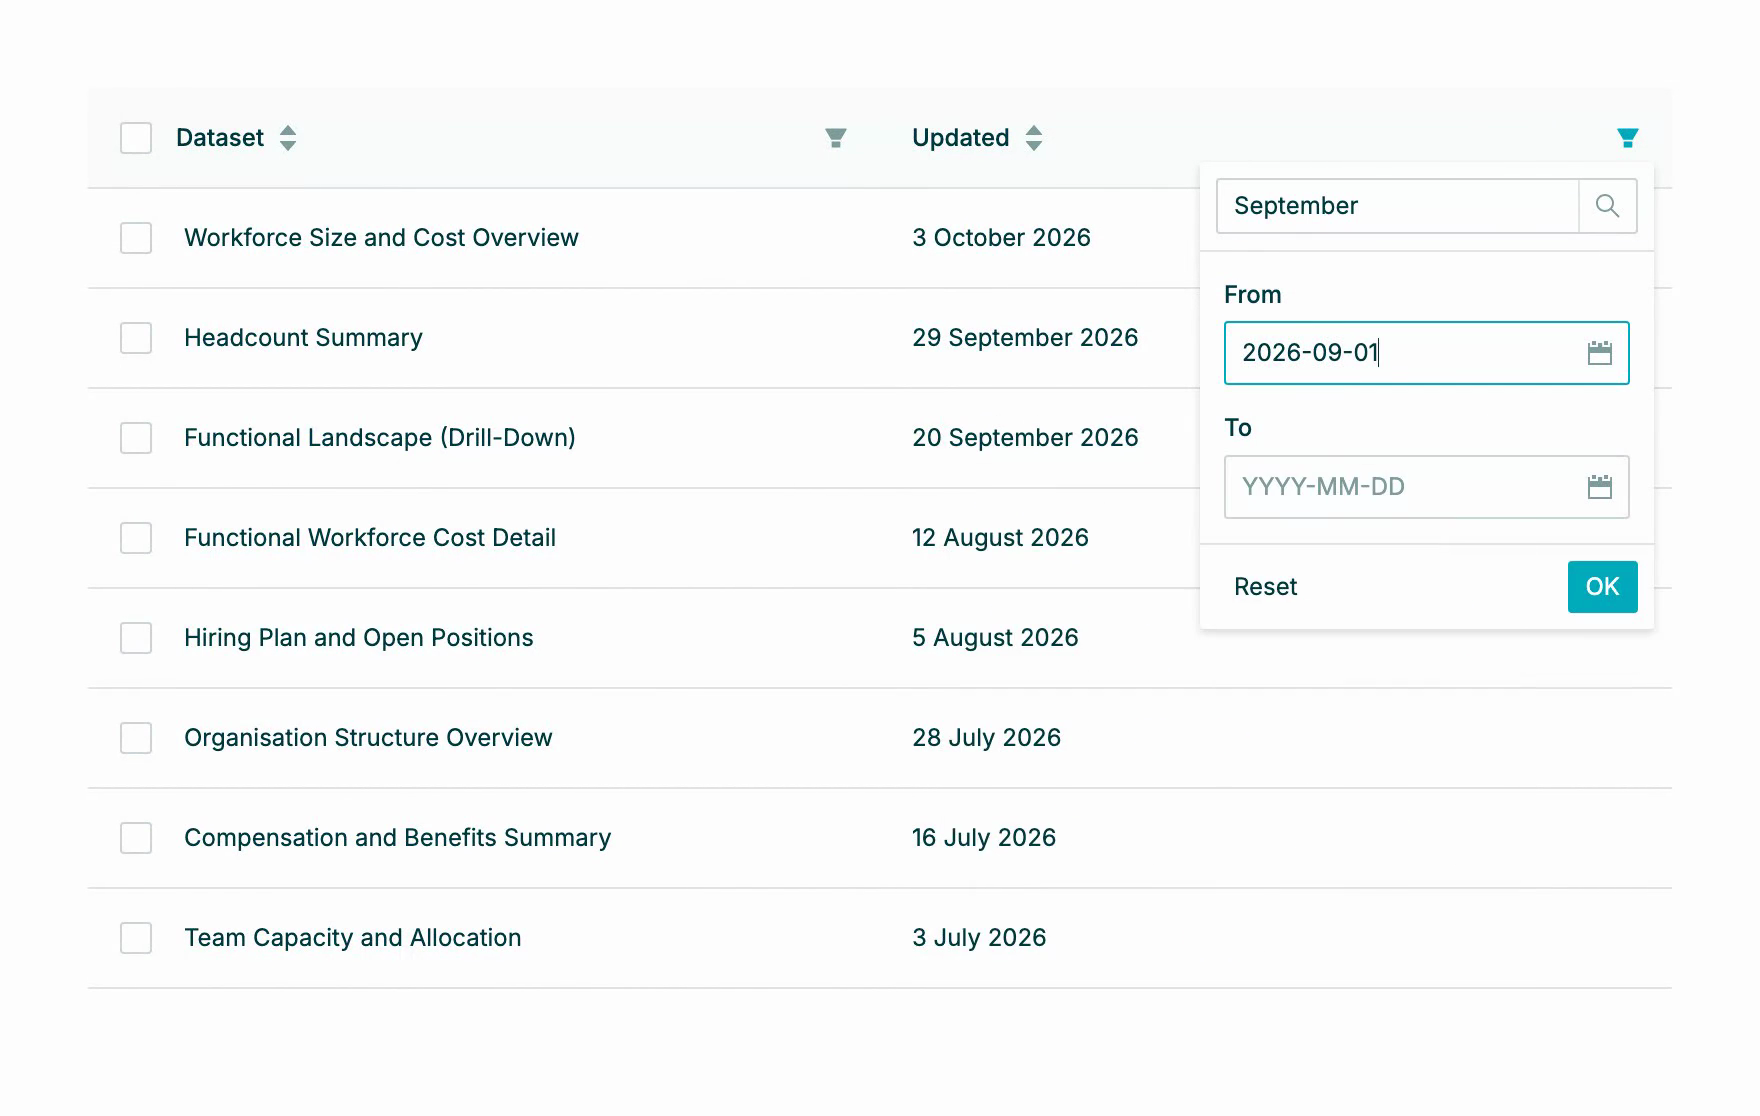 Dataset
Updated
Workforce Size and Cost Overview
3 October 2026
Headcount Summary
29 September 2026
Functional Landscape (Drill-Down)
20 September 2026
Functional Workforce Cost Detail
12 August 2026
Hiring Plan and Open Positions
5 August 2026
Organisation Structure Overview
28 July 2026
Compensation and Benefits Summary
16 July 2026
Team Capacity and Allocation
3 July 2026
September
From
2026-09-01
To
YYYY-MM-DD
Reset
OK